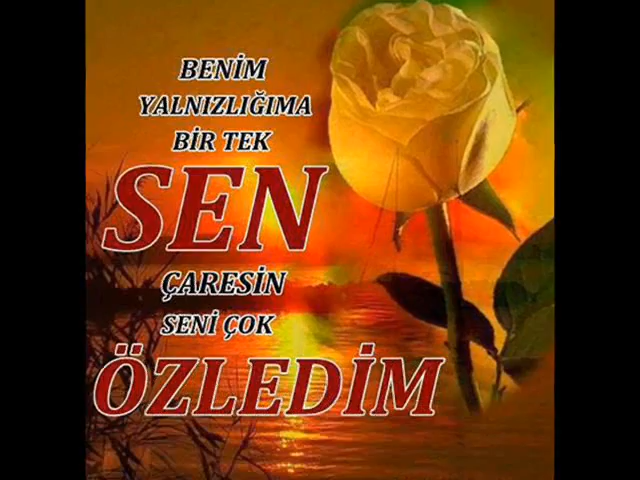 BENİM
YALNIZLIĞIMA
BİR TEK
SEN
ÇARESİN
SENİ ÇOK
ÖZLEDİM